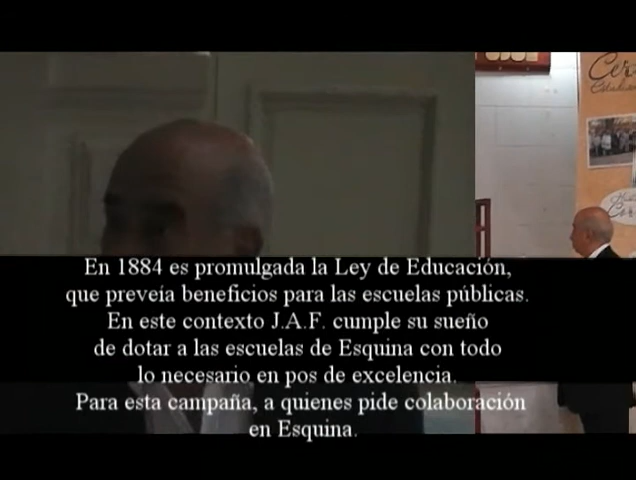 En 1884 es promulgada la Ley de Educación,
que preveía beneficios para las escuelas públicas.
En este contexto J.A.F. cumple su sueño
de dotar a las escuelas de Esquina con todo
lo necesario en pos de excelencia.
Para esta campaña, a quienes pide colaboración
en Esquina.